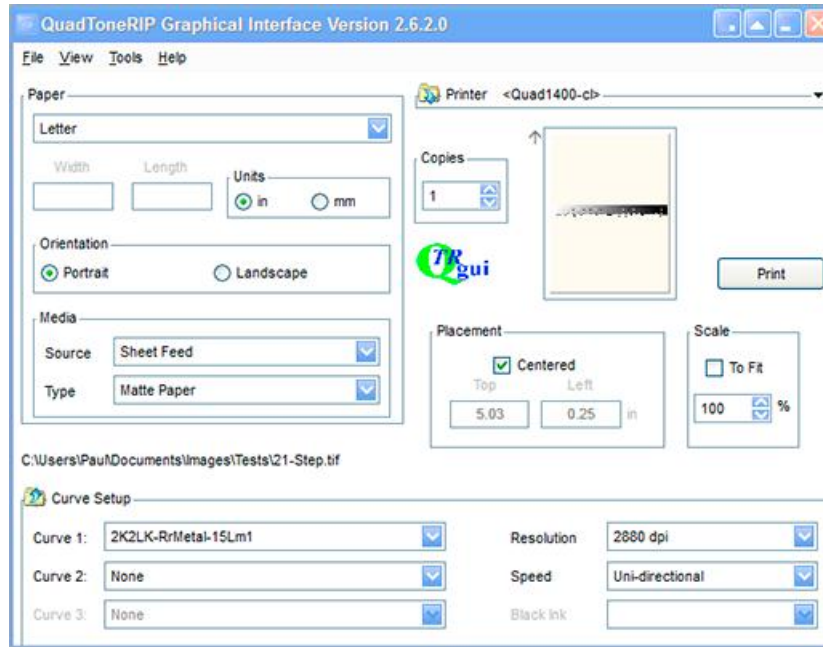 QuadToneRIP Graphical Interface Version 2.6.2.0
File View Tools Help
Paper
Letter
Width Length
Units
in mm
Orientation
Portrait Landscape
Media
Source Sheet Feed
Type Matte Paper
Printer <Quad1400-cl>
Copies
1
QTRgui
Print
Placement
Centered
Top Left
5.03 0.25 in
Scale
To Fit
100 %
C:\Users\Paul\Documents\Images\Tests\21-Step.tif
Curve Setup
Curve 1: 2K2LK-RrMetal-15Lm1 Resolution 2880 dpi
Curve 2: None Speed Uni-directional
Curve 3: None Black Ink